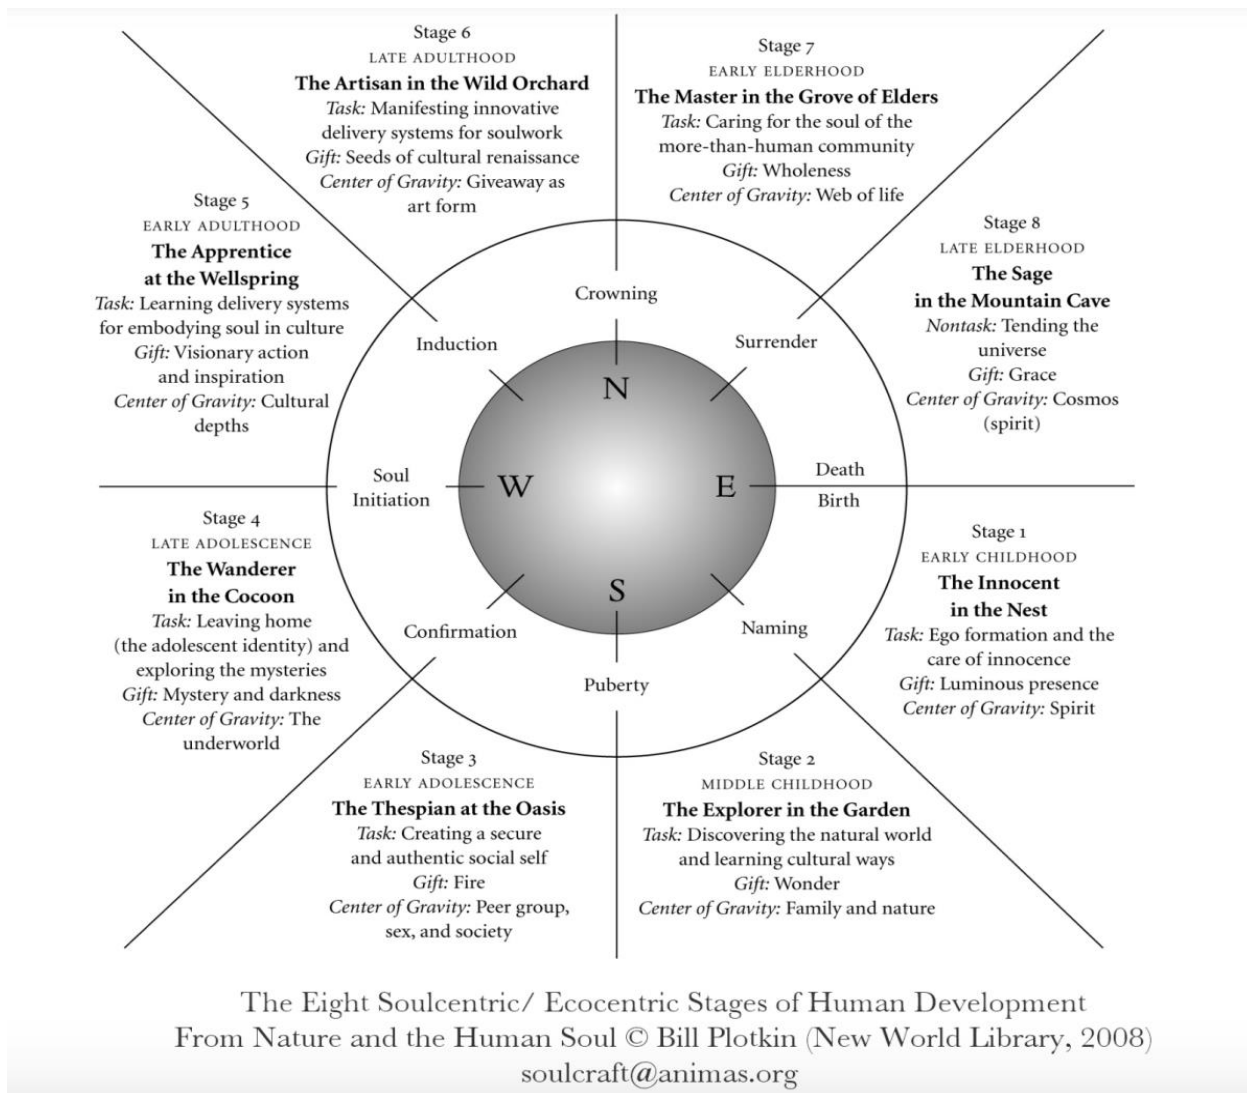 Stage 6
LATE ADULTHOOD
The Artisan in the Wild Orchard
Task: Manifesting innovative
delivery systems for soulwork
Gift: Seeds of cultural renaissance
Center of Gravity: Giveaway as
art form
Stage 7
EARLY ELDERHOOD
The Master in the Grove of Elders
Task: Caring for the soul of the
more-than-human community
Gift: Wholeness
Center of Gravity: Web of life
Stage 5
EARLY ADULTHOOD
The Apprentice
at the Wellspring
Task: Learning delivery systems
for embodying soul in culture
Gift: Visionary action
and inspiration
Center of Gravity: Cultural
depths
Stage 8
LATE ELDERHOOD
The Sage
in the Mountain Cave
Nontask: Tending the
universe
Gift: Grace
Center of Gravity: Cosmos
(spirit)
Crowning
Induction
Surrender
N
Soul
Initiation
W
E
Death
Birth
S
Confirmation
Naming
Puberty
Stage 4
LATE ADOLESCENCE
The Wanderer
in the Cocoon
Task: Leaving home
(the adolescent identity) and
exploring the mysteries
Gift: Mystery and darkness
Center of Gravity: The
underworld
Stage 1
EARLY CHILDHOOD
The Innocent
in the Nest
Task: Ego formation and the
care of innocence
Gift: Luminous presence
Center of Gravity: Spirit
Stage 3
EARLY ADOLESCENCE
The Thespian at the Oasis
Task: Creating a secure
and authentic social self
Gift: Fire
Center of Gravity: Peer group,
sex, and society
Stage 2
MIDDLE CHILDHOOD
The Explorer in the Garden
Task: Discovering the natural world
and learning cultural ways
Gift: Wonder
Center of Gravity: Family and nature
The Eight Soulcentric/ Ecocentric Stages of Human Development
From Nature and the Human Soul © Bill Plotkin (New World Library, 2008)
soulcraft@animas.org